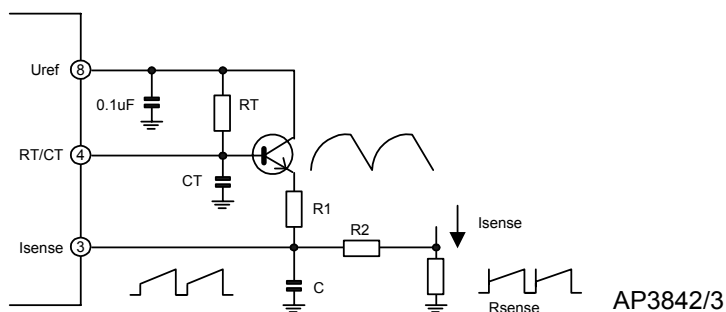 Uref
8
0.1uF
RT
RT/CT
4
CT
R1
Isense
R2
Isense
3
C
Rsense
AP3842/3